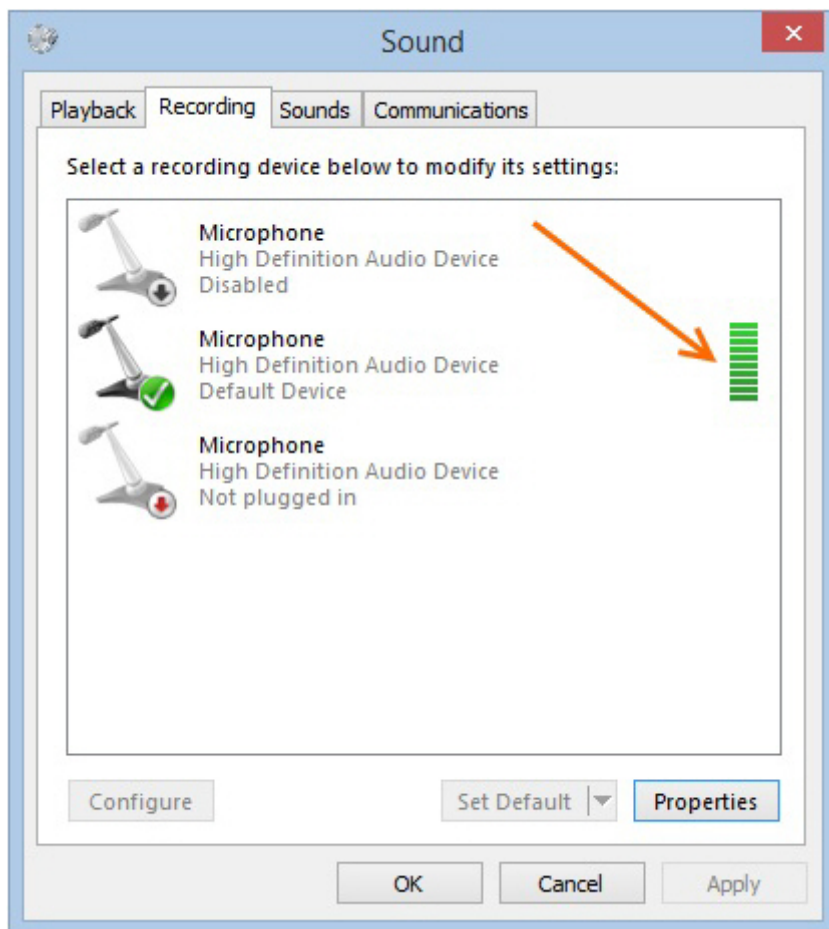 Sound
Playback Recording Sounds Communications
Select a recording device below to modify its settings:
Microphone
High Definition Audio Device
Disabled
Microphone
High Definition Audio Device
Default Device
Microphone
High Definition Audio Device
Not plugged in
Configure Set Default Properties
OK Cancel Apply